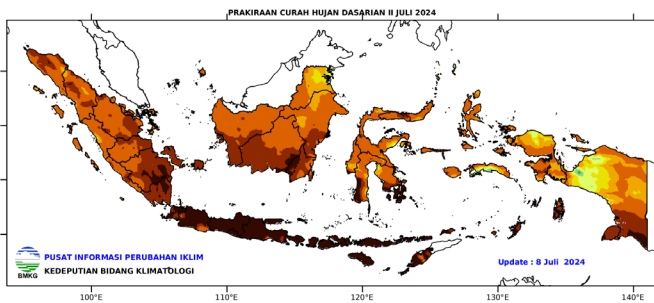 PRAKIRAAN CURAH HUJAN DASARIAN II JULI 2024
PUSAT INFORMASI PERUBAHAN IKLIM
KEDEPUTIAN BIDANG KLIMATOLOGI
BMKG
Update : 8 Juli 2024
100°E 110°E 120°E 130°E 140°E